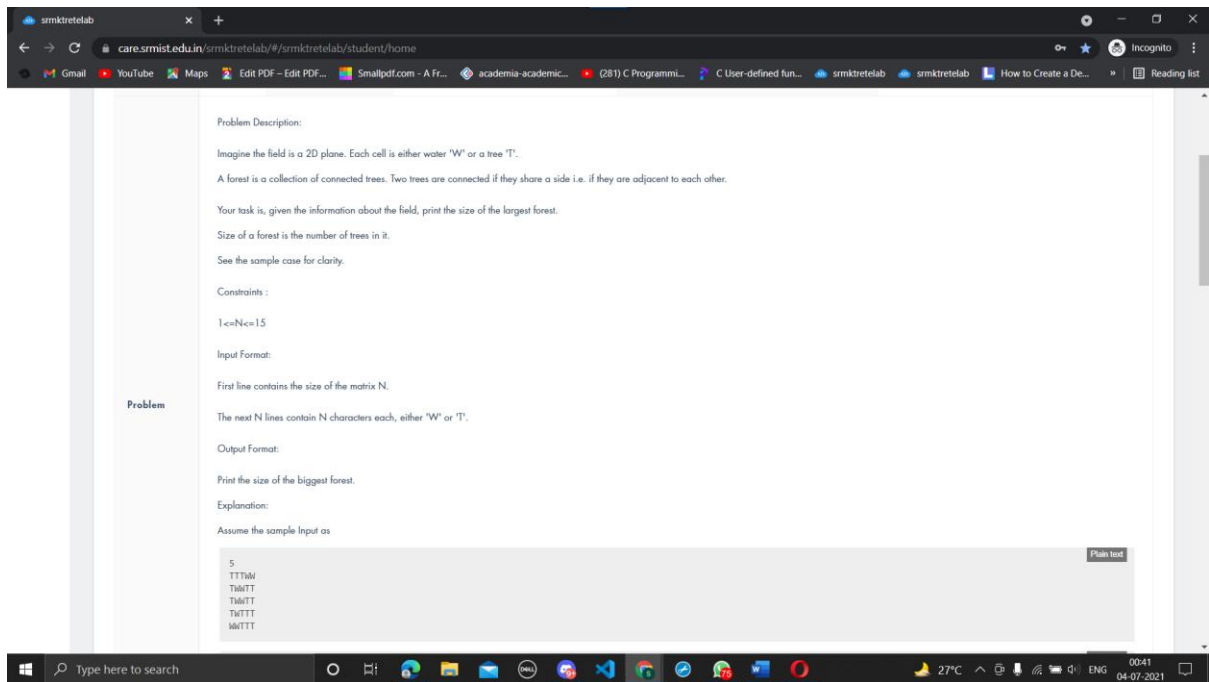 srmktretelab
care.srmist.edu.in/srmktretelab/#/srmktretelab/student/home
Incognito
Gmail YouTube Maps Edit PDF – Edit PDF... Smallpdf.com - A Fr... academia-academic... (281) C Programmi... C User-defined fun... srmktretelab srmktretelab How to Create a De... » Reading list
Problem Description:
Imagine the field is a 2D plane. Each cell is either water 'W' or a tree 'T'.
A forest is a collection of connected trees. Two trees are connected if they share a side i.e. if they are adjacent to each other.
Your task is, given the information about the field, print the size of the largest forest.
Size of a forest is the number of trees in it.
See the sample case for clarity.
Constraints :
1<=N<=15
Input Format:
First line contains the size of the matrix N.
Problem
The next N lines contain N characters each, either 'W' or 'T'.
Output Format:
Print the size of the biggest forest.
Explanation:
Assume the sample Input as
Plain text
5
TTTWW
TWWTT
TWWTT
TWTTT
WWTTT
Type here to search
DELL
75
27°C
ENG
00:41
04-07-2021